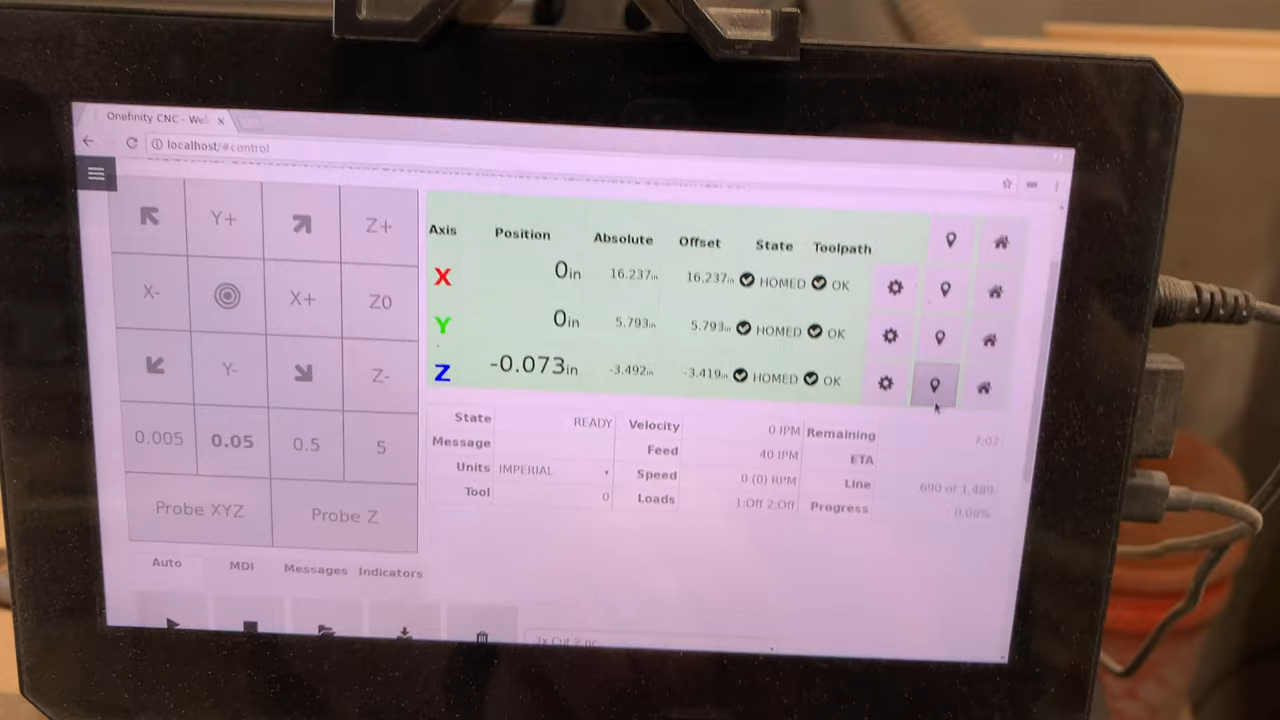 Onefinity CNC - We
localhost/#control
Y+ Z+
X- X+ Z0
Y- Z-
0.005 0.05 0.5 5
Probe XYZ Probe Z
Axis Position Absolute Offset State Toolpath
X 0in 16.237in 16.237in HOMED OK
Y 0in 5.793in 5.793in HOMED OK
Z -0.073in -3.492in -3.419in HOMED OK
State READY Velocity 0 IPM Remaining 7:02
Message Feed 40 IPM ETA
Units IMPERIAL Speed 0 (0) RPM Line 690 of 1,489
Tool 0 Loads 1:Off 2:Off Progress 0.00%
Auto MDI Messages Indicators